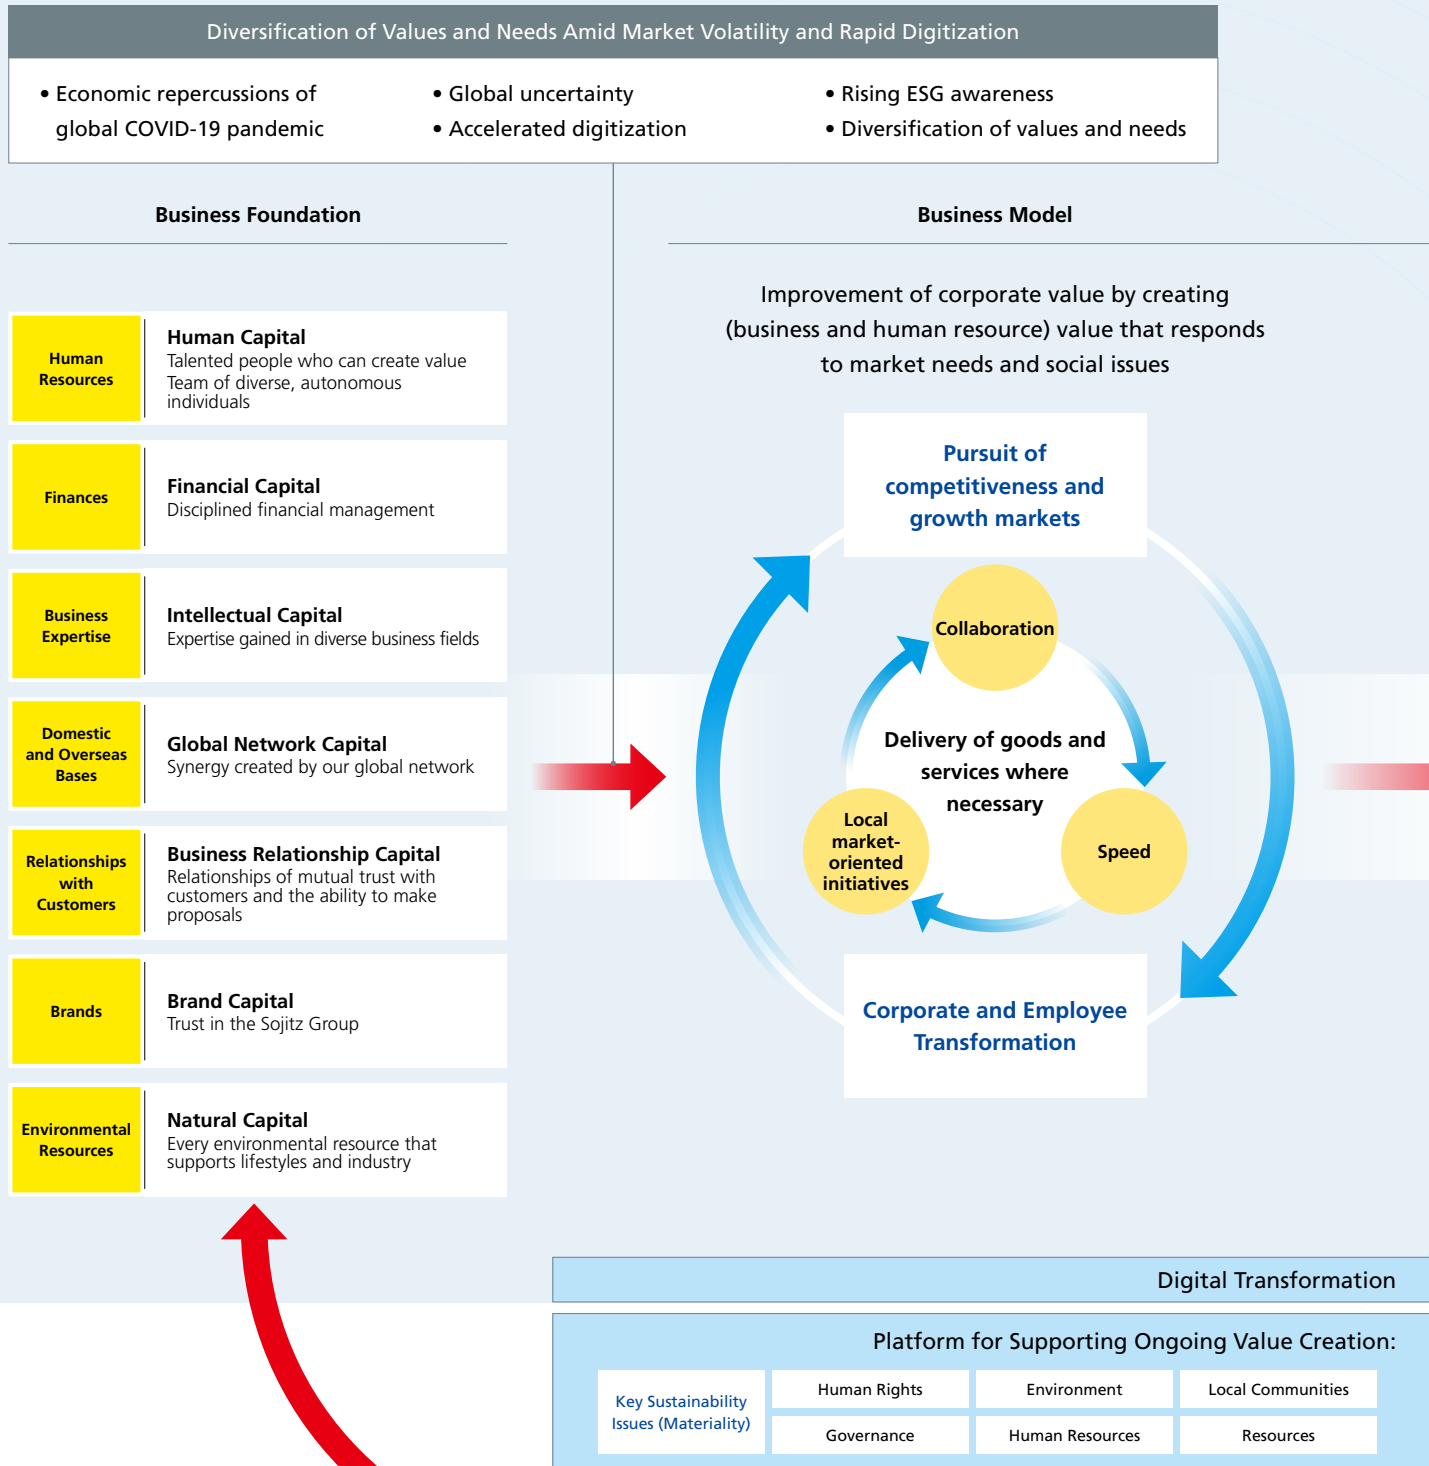 Diversification of Values and Needs Amid Market Volatility and Rapid Digitization
• Economic repercussions of
global COVID-19 pandemic
• Global uncertainty
• Accelerated digitization
• Rising ESG awareness
• Diversification of values and needs
Business Foundation
Human
Resources
Human Capital
Talented people who can create value
Team of diverse, autonomous
individuals
Finances
Financial Capital
Disciplined financial management
Business
Expertise
Intellectual Capital
Expertise gained in diverse business fields
Domestic
and Overseas
Bases
Global Network Capital
Synergy created by our global network
Relationships
with
Customers
Business Relationship Capital
Relationships of mutual trust with
customers and the ability to make
proposals
Brands
Brand Capital
Trust in the Sojitz Group
Environmental
Resources
Natural Capital
Every environmental resource that
supports lifestyles and industry
Business Model
Improvement of corporate value by creating
(business and human resource) value that responds
to market needs and social issues
Pursuit of
competitiveness and
growth markets
Collaboration
Delivery of goods and
services where
necessary
Local
market-
oriented
initiatives
Speed
Corporate and Employee
Transformation
Digital Transformation
Platform for Supporting Ongoing Value Creation:
Key Sustainability
Issues (Materiality)
Human Rights
Environment
Local Communities
Governance
Human Resources
Resources